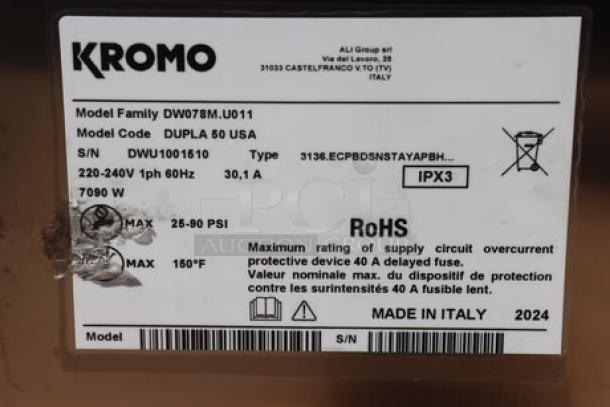 KROMO
ALI Group srl
Via del Lavoro, 28
31033 CASTELFRANCO V.TO (TV)
ITALY
Model Family DW078M.U011
Model Code DUPLA 50 USA
S/N DWU1001510 Type 3136.ECPBDSNSTAYAPBH...
220-240V 1ph 60Hz 30,1 A
IPX3
7090 W
MAX 25-90 PSI
RoHS
MAX 150°F
Maximum rating of supply circuit overcurrent
protective device 40 A delayed fuse.
Valeur nominale max. du dispositif de protection
contre les surintensités 40 A fusible lent.
MADE IN ITALY 2024
Model S/N
PCI
AUCTION GROUP